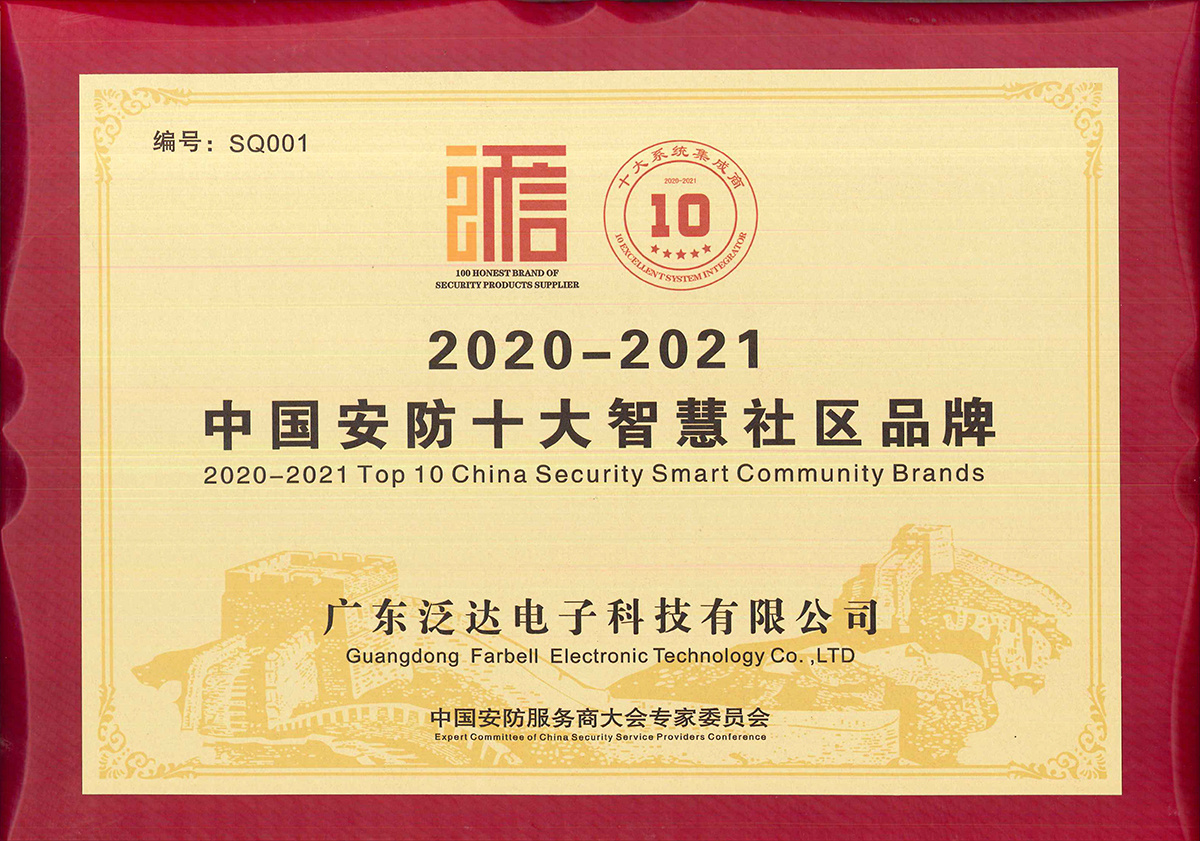 编号：SQ001
信
100 HONEST BRAND OF
SECURITY PRODUCTS SUPPLIER
十大系统集成商
2020-2021
10
10 EXCELLENT SYSTEM INTEGRATOR
2020-2021
中国安防十大智慧社区品牌
2020-2021 Top 10 China Security Smart Community Brands
广东泛达电子科技有限公司
Guangdong Farbell Electronic Technology Co. ,LTD
中国安防服务商大会专家委员会
Expert Committee of China Security Service Providers Conference